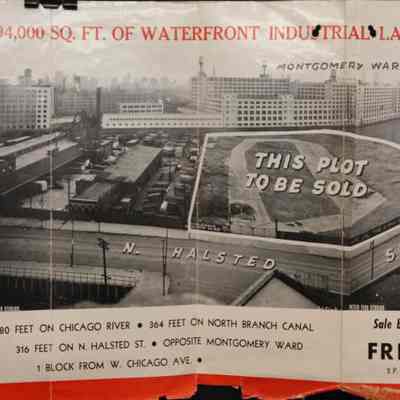 94,000 SQ. FT. OF WATERFRONT INDUSTRIAL LA
MONTGOMERY WAR
THIS PLOT
TO BE SOLD
N. HALSTED S
80 FEET ON CHICAGO RIVER • 364 FEET ON NORTH BRANCH CANAL
316 FEET ON N. HALSTED ST. • OPPOSITE MONTGOMERY WARD
1 BLOCK FROM W. CHICAGO AVE. •
Sale b
FRE